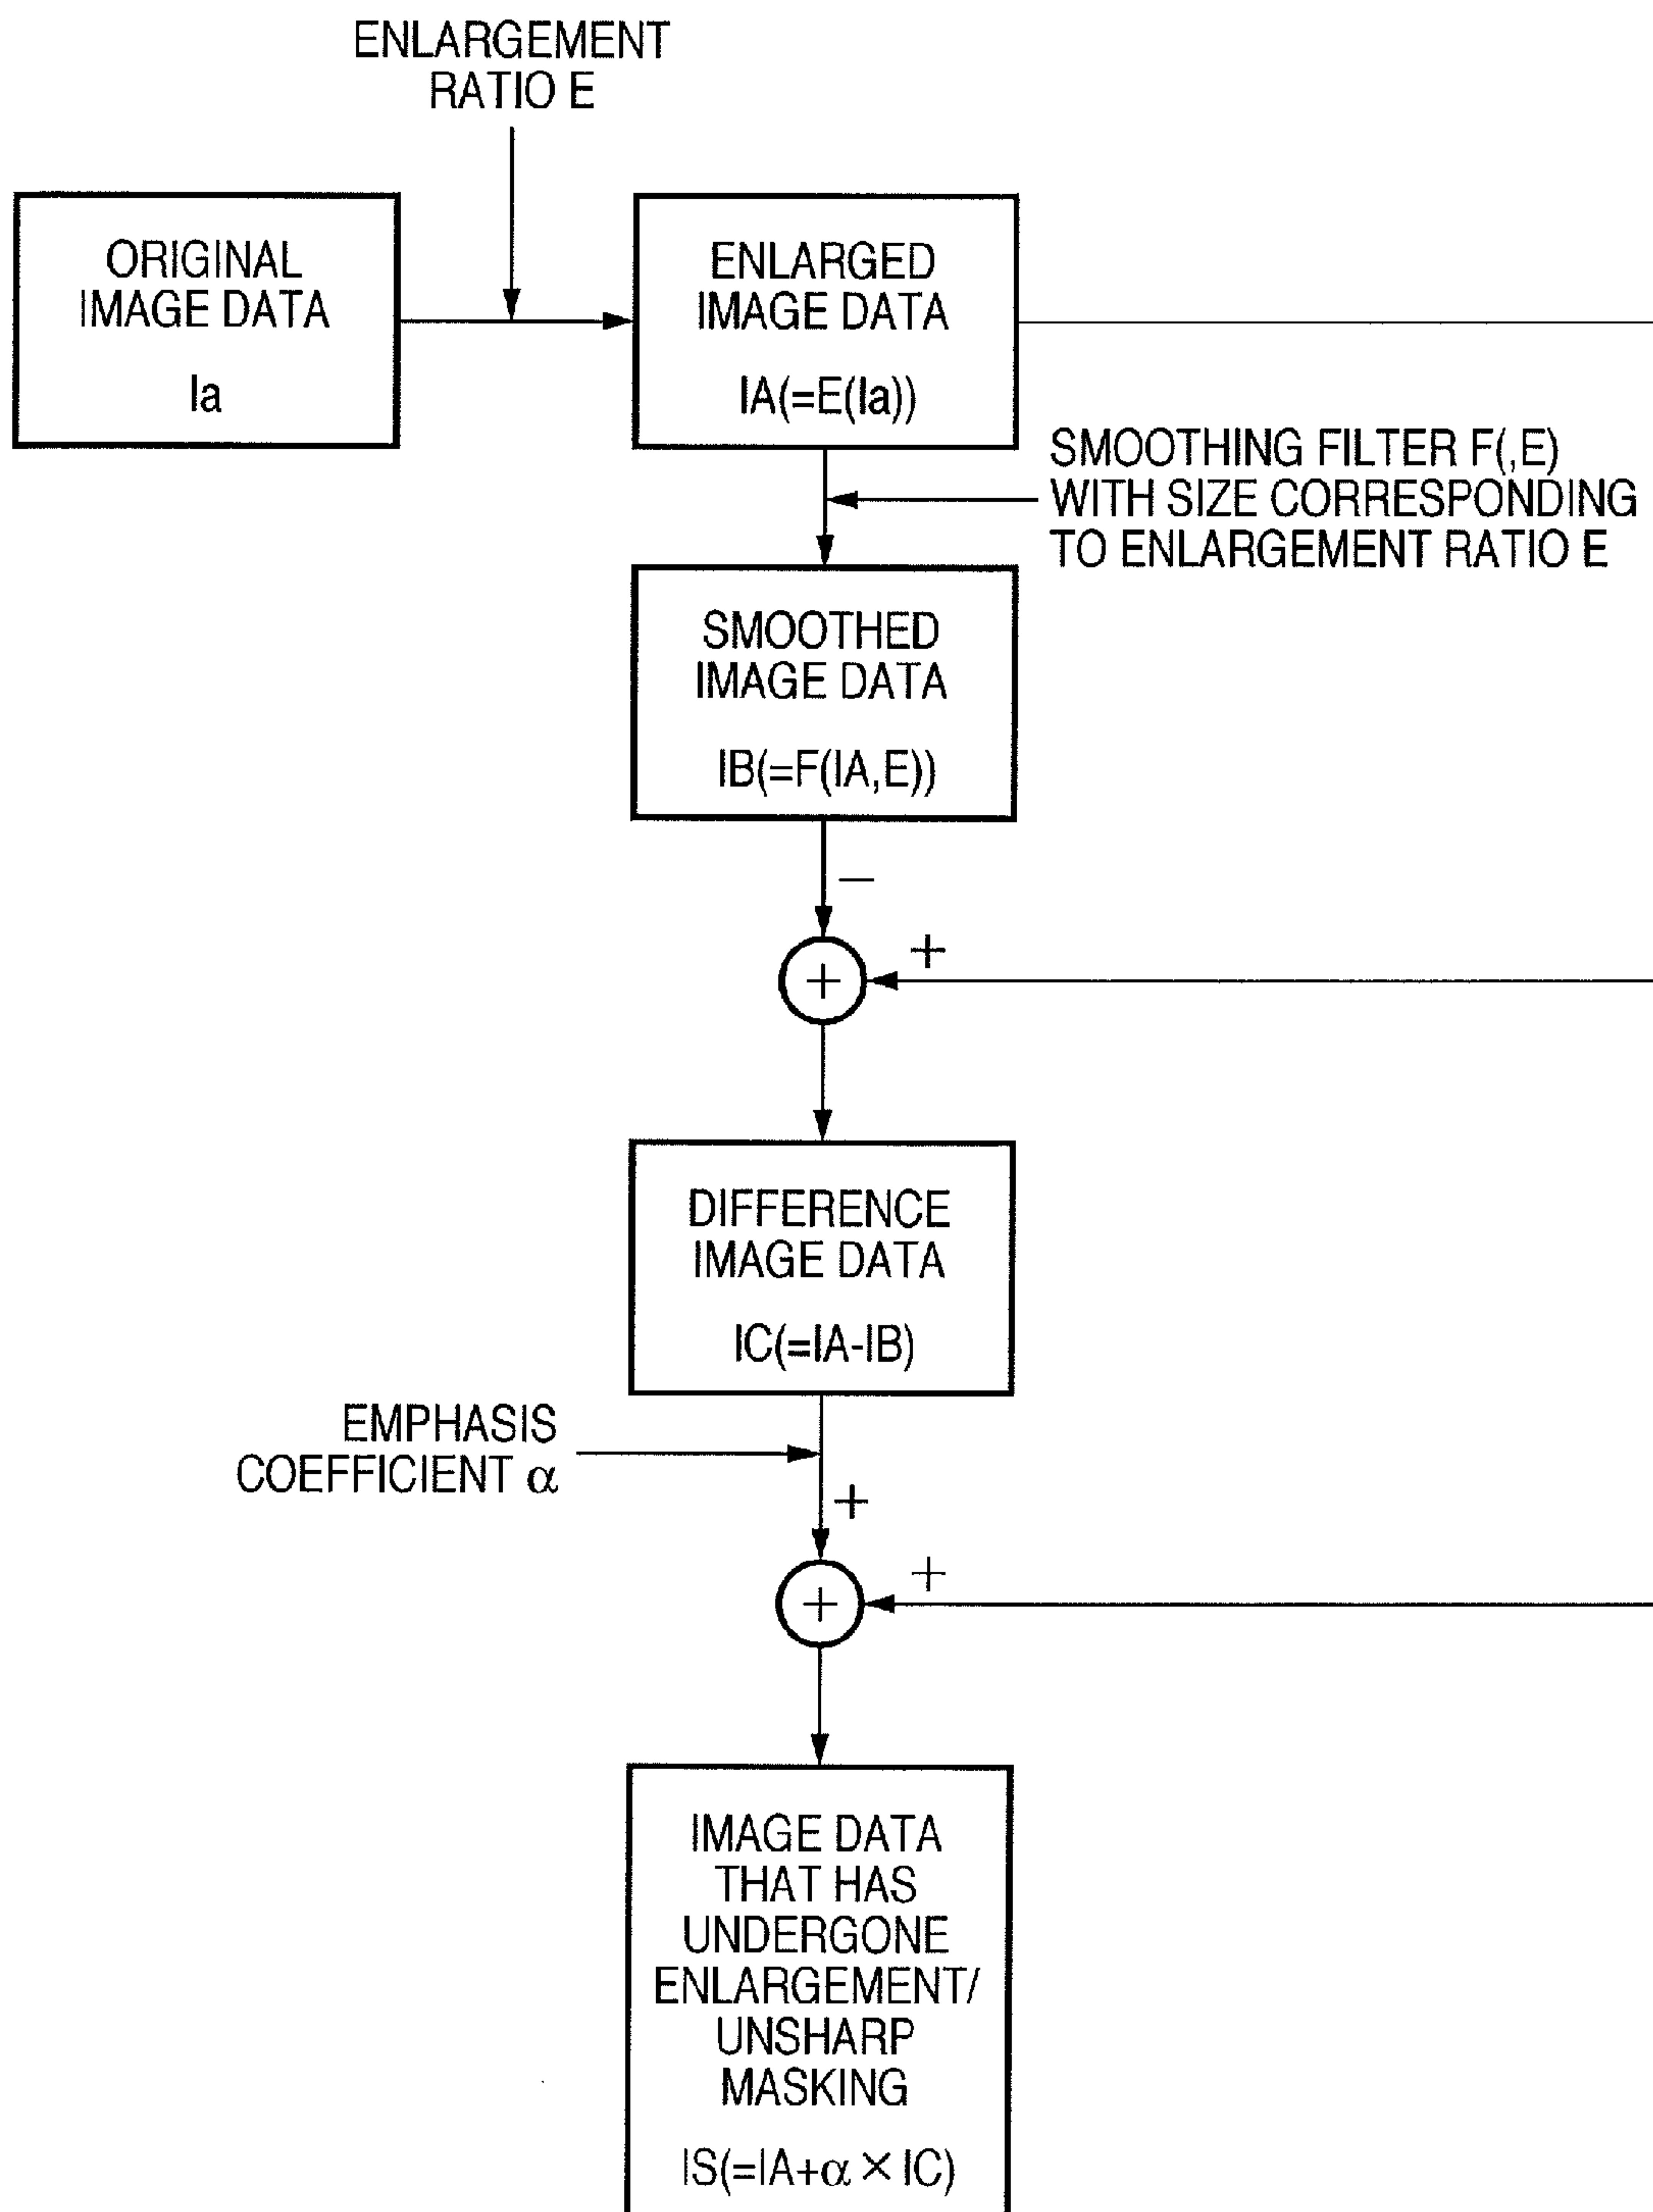 ENLARGEMENT
RATIO E
ORIGINAL
IMAGE DATA
Ia
ENLARGED
IMAGE DATA
IA(=E(Ia))
SMOOTHING FILTER F(,E)
WITH SIZE CORRESPONDING
TO ENLARGEMENT RATIO E
SMOOTHED
IMAGE DATA
IB(=F(IA,E))
−
+
+
DIFFERENCE
IMAGE DATA
IC(=IA-IB)
EMPHASIS
COEFFICIENT α
+
+
+
IMAGE DATA
THAT HAS
UNDERGONE
ENLARGEMENT/
UNSHARP
MASKING
IS(=IA+α × IC)